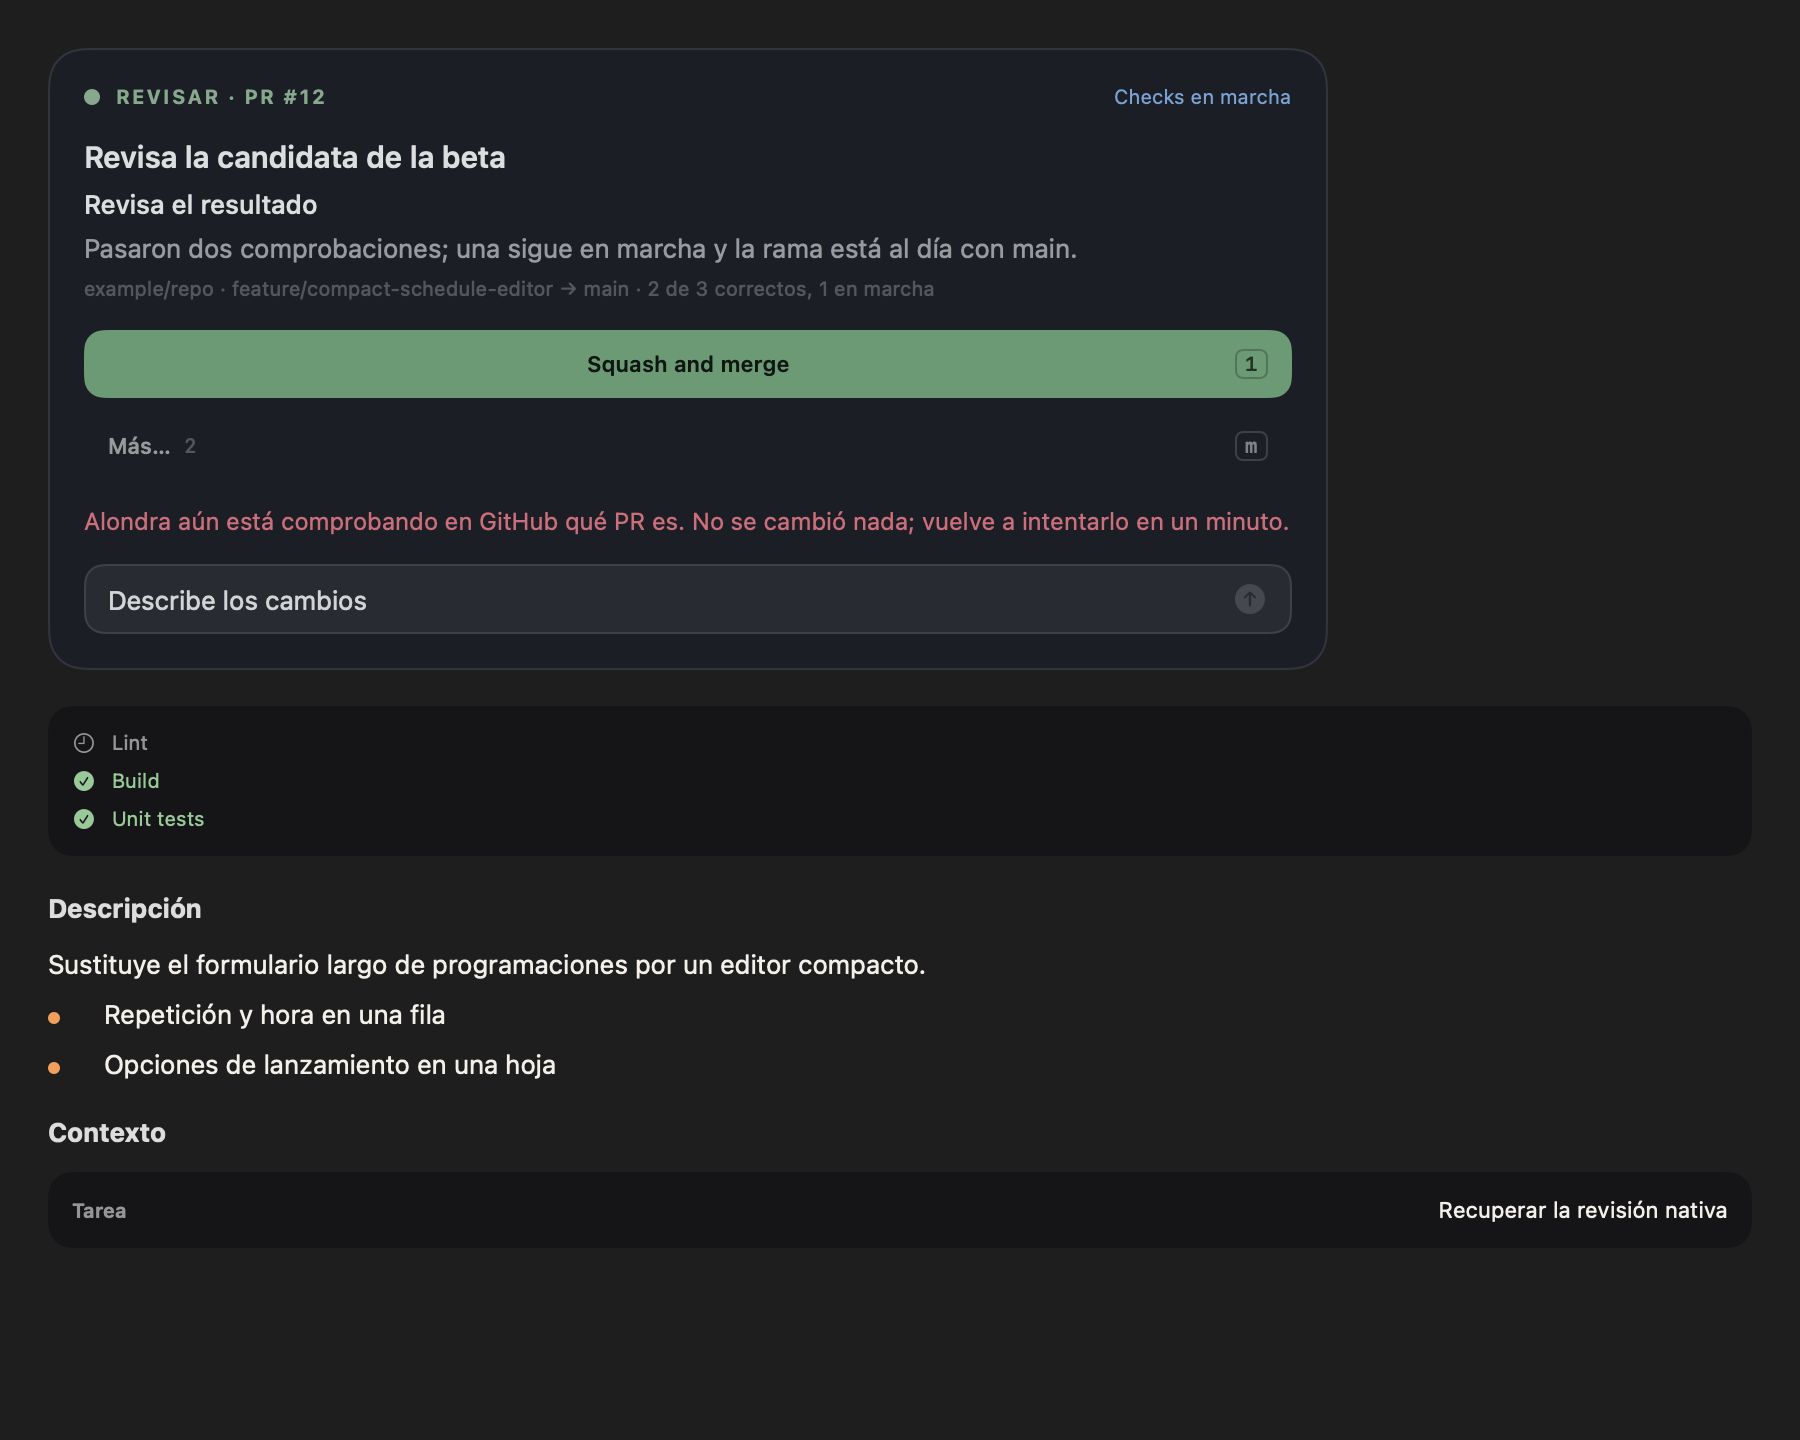 REVISAR · PR #12
Checks en marcha
Revisa la candidata de la beta
Revisa el resultado
Pasaron dos comprobaciones; una sigue en marcha y la rama está al día con main.
example/repo · feature/compact-schedule-editor → main · 2 de 3 correctos, 1 en marcha
Squash and merge 1
Más... 2 m
Alondra aún está comprobando en GitHub qué PR es. No se cambió nada; vuelve a intentarlo en un minuto.
Describe los cambios
Lint
Build
Unit tests
Descripción
Sustituye el formulario largo de programaciones por un editor compacto.
Repetición y hora en una fila
Opciones de lanzamiento en una hoja
Contexto
Tarea Recuperar la revisión nativa